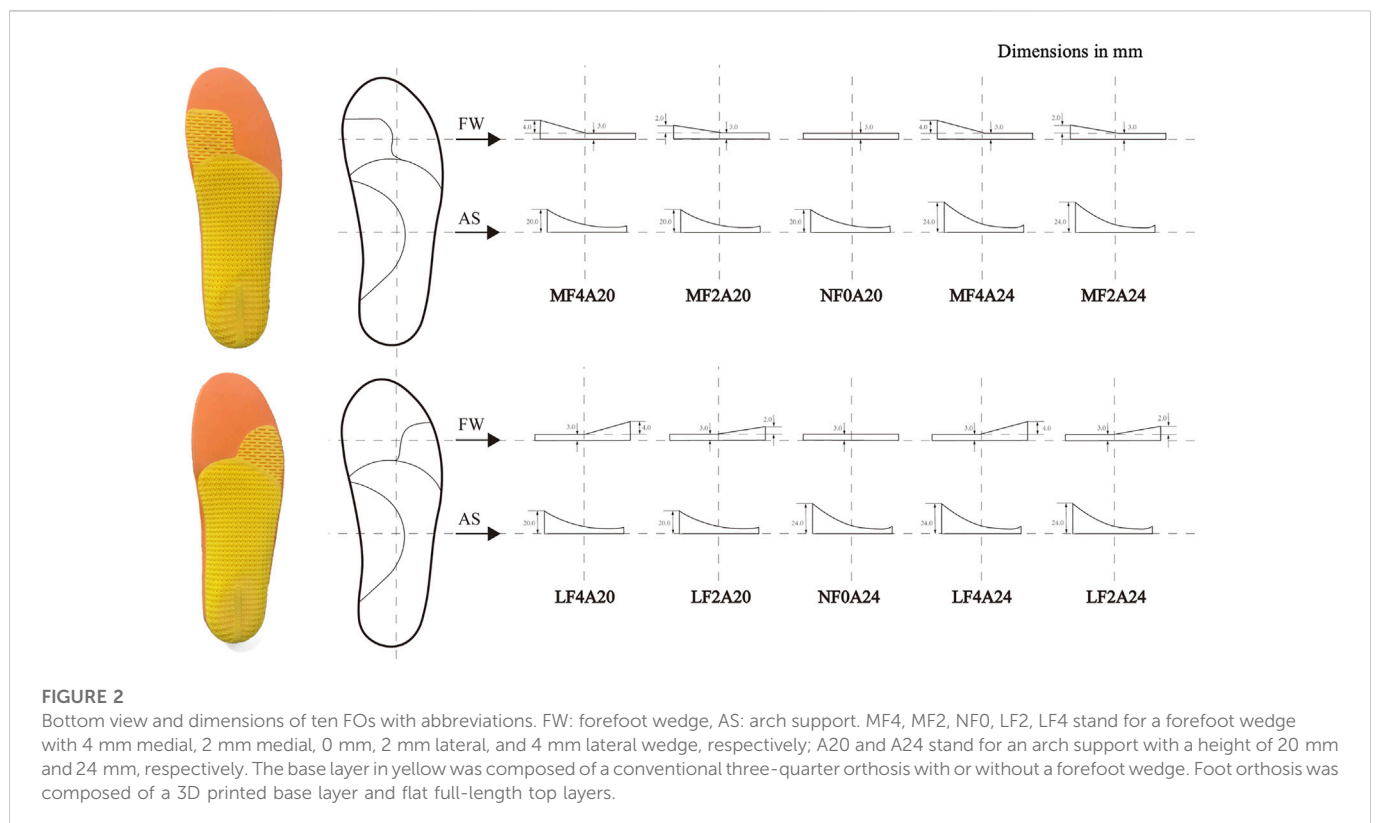 Dimensions in mm
FW
4.0 3.0 2.0 3.0 3.0 4.0 3.0 2.0 3.0
AS
20.0 20.0 20.0 24.0 24.0
MF4A20 MF2A20 NF0A20 MF4A24 MF2A24
FW
3.0 4.0 3.0 2.0 3.0 3.0 4.0 3.0 2.0
AS
20.0 20.0 24.0 24.0 24.0
LF4A20 LF2A20 NF0A24 LF4A24 LF2A24
FIGURE 2
Bottom view and dimensions of ten FOs with abbreviations. FW: forefoot wedge, AS: arch support. MF4, MF2, NF0, LF2, LF4 stand for a forefoot wedge
with 4 mm medial, 2 mm medial, 0 mm, 2 mm lateral, and 4 mm lateral wedge, respectively; A20 and A24 stand for an arch support with a height of 20 mm
and 24 mm, respectively. The base layer in yellow was composed of a conventional three-quarter orthosis with or without a forefoot wedge. Foot orthosis was
composed of a 3D printed base layer and flat full-length top layers.